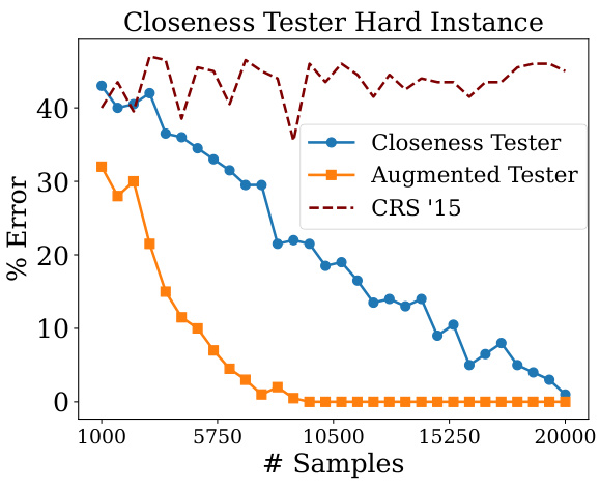 Closeness Tester Hard Instance
% Error
40
30
20
10
0
Closeness Tester
Augmented Tester
CRS '15
1000 5750 10500 15250 20000
# Samples